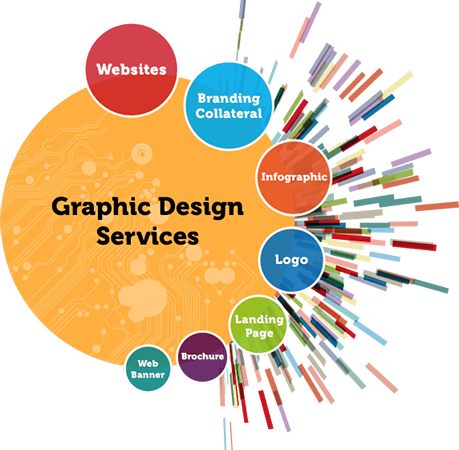 Websites
Branding
Collateral
Infographic
Graphic Design
Services
Logo
Landing
Page
Brochure
Web
Banner